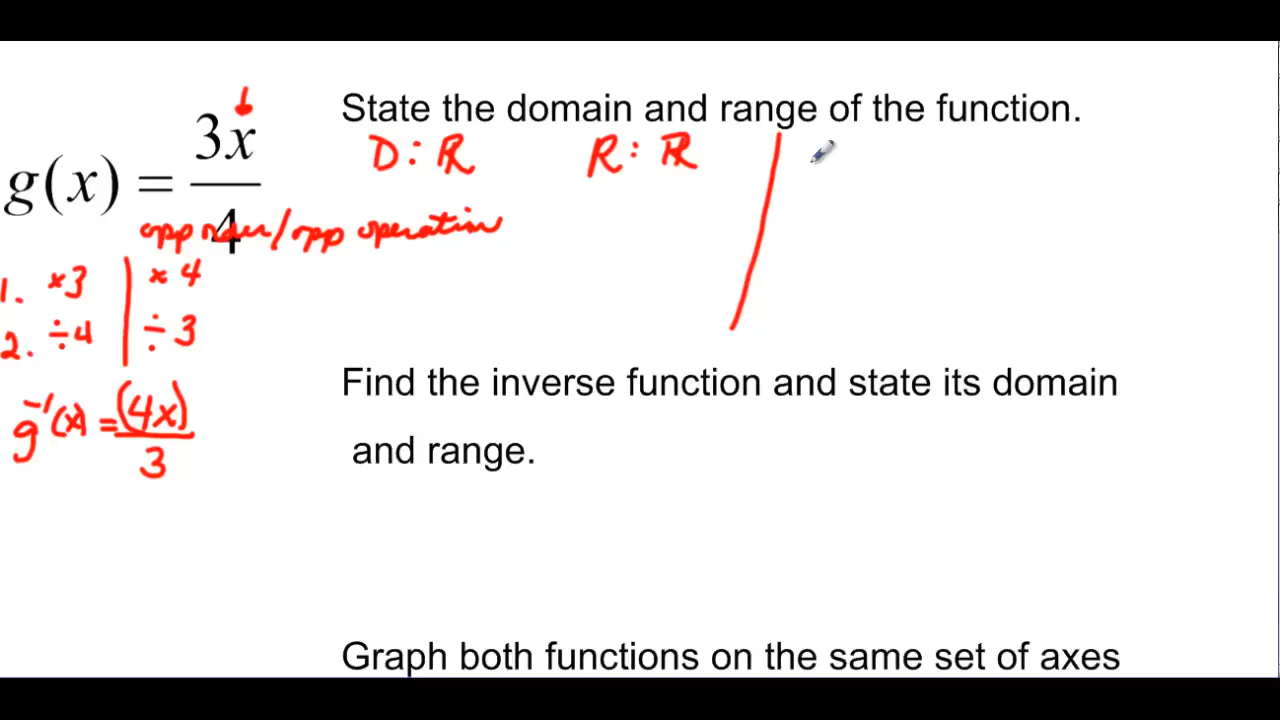 g(x) = 3x/4
State the domain and range of the function.
D: ℝ R: ℝ
opp order/opp operation
1. ×3 | ×4
2. ÷4 | ÷3
g⁻¹(x) = (4x)/3
Find the inverse function and state its domain
and range.
Graph both functions on the same set of axes